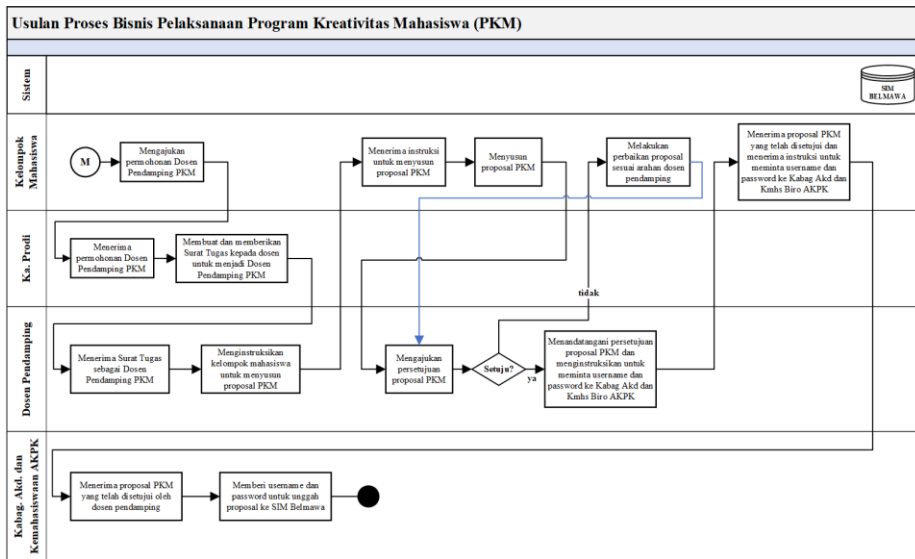 Usulan Proses Bisnis Pelaksanaan Program Kreativitas Mahasiswa (PKM)
Sistem
SIM
BELMAWA
Kelompok
Mahasiswa
M
Mengajukan
permohonan Dosen
Pendamping PKM
Menerima instruksi
untuk menyusun
proposal PKM
Menyusun
proposal PKM
Melakukan
perbaikan proposal
sesuai arahan dosen
pendamping
Menerima proposal PKM
yang telah disetujui dan
menerima instruksi untuk
meminta username dan
password ke Kabag Akd dan
Kmhs Biro AKPK
Ka. Prodi
Menerima
permohonan Dosen
Pendamping PKM
Membuat dan memberikan
Surat Tugas kepada dosen
untuk menjadi Dosen
Pendamping PKM
tidak
Dosen Pendamping
Menerima Surat Tugas
sebagai Dosen
Pendamping PKM
Menginstruksikan
kelompok mahasiswa
untuk menyusun
proposal PKM
Mengajukan
persetujuan
proposal PKM
Setuju?
ya
Menandatangani persetujuan
proposal PKM dan
menginstruksikan untuk
meminta username dan
password ke Kabag Akd dan
Kmhs Biro AKPK
Kabag. Akd. dan
Kemahasiswaan AKPK
Menerima proposal PKM
yang telah disetujui oleh
dosen pendamping
Memberi username dan
password untuk unggah
proposal ke SIM Belmawa